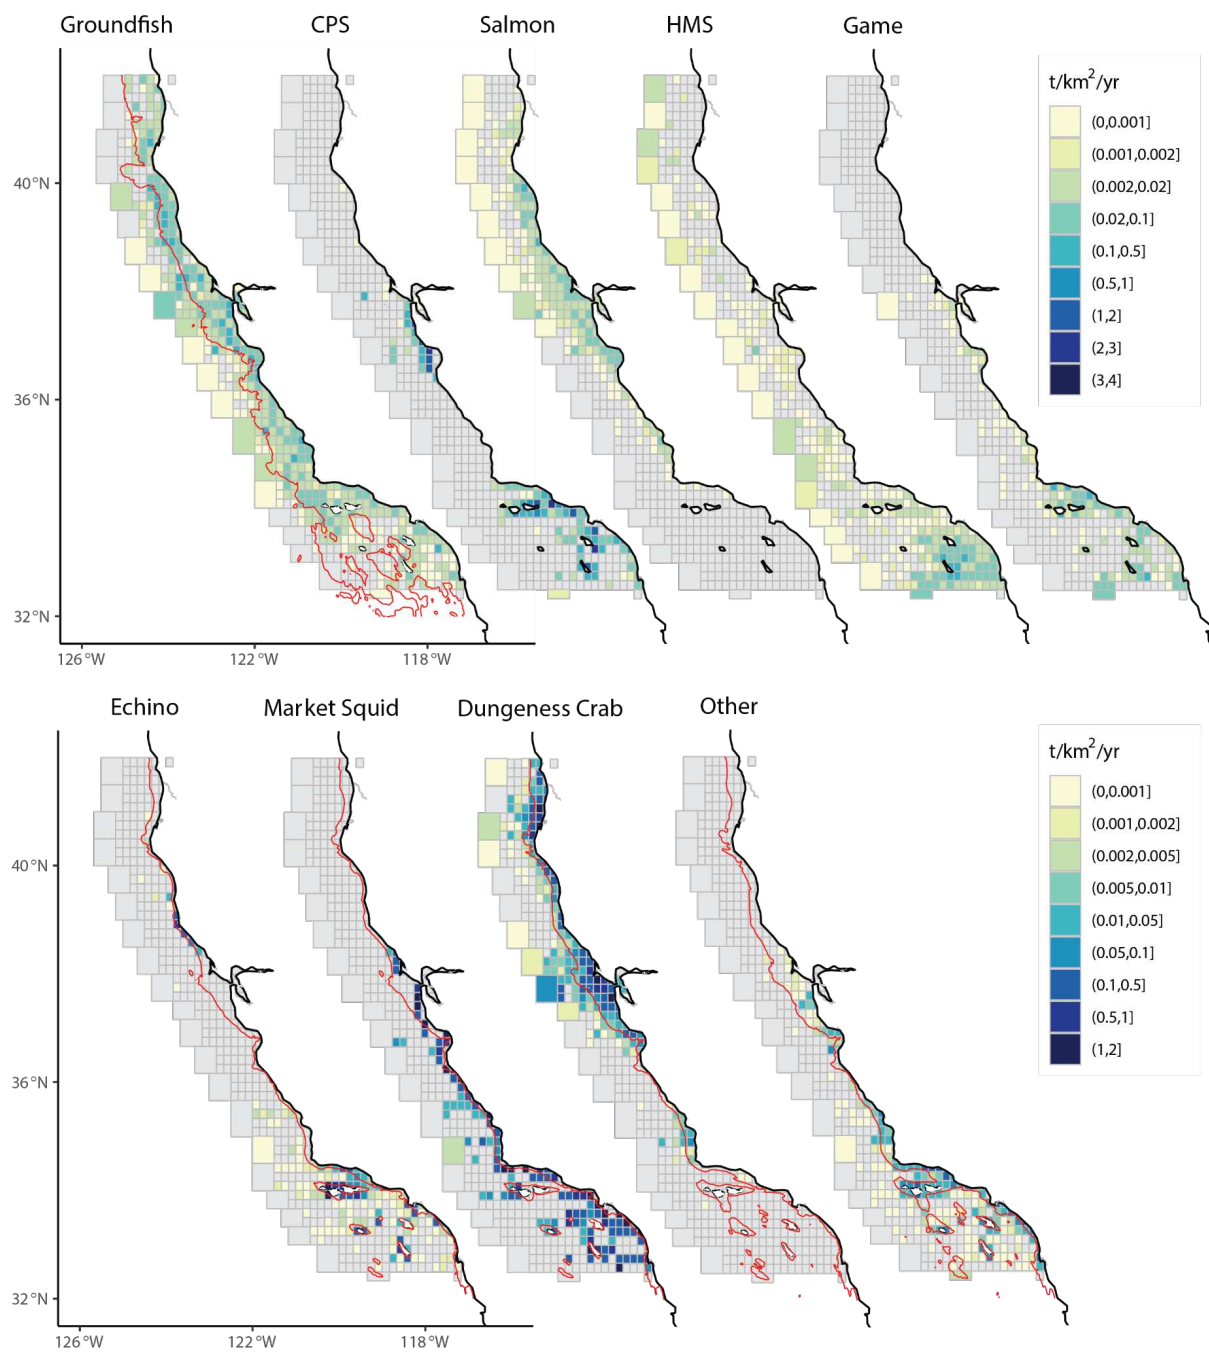 Groundfish CPS Salmon HMS Game
t/km²/yr
(0,0.001]
(0.001,0.002]
(0.002,0.02]
(0.02,0.1]
(0.1,0.5]
(0.5,1]
(1,2]
(2,3]
(3,4]
40°N
36°N
32°N
126°W 122°W 118°W
Echino Market Squid Dungeness Crab Other
t/km²/yr
(0,0.001]
(0.001,0.002]
(0.002,0.005]
(0.005,0.01]
(0.01,0.05]
(0.05,0.1]
(0.1,0.5]
(0.5,1]
(1,2]
40°N
36°N
32°N
126°W 122°W 118°W